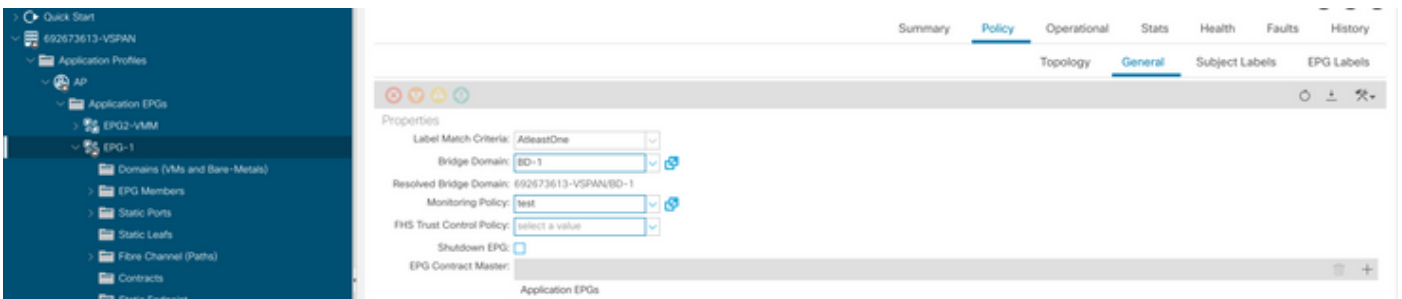 Quick Start
692673613-VSPAN
Application Profiles
AP
Application EPGs
EPG2-VMM
EPG-1
Domains (VMs and Bare-Metals)
EPG Members
Static Ports
Static Leafs
Fibre Channel (Paths)
Contracts
Static Endpoint
Summary Policy Operational Stats Health Faults History
Topology General Subject Labels EPG Labels
Properties
Label Match Criteria: AtleastOne
Bridge Domain: BD-1
Resolved Bridge Domain: 692673613-VSPAN/BD-1
Monitoring Policy: test
FHS Trust Control Policy: select a value
Shutdown EPG:
EPG Contract Master:
Application EPGs